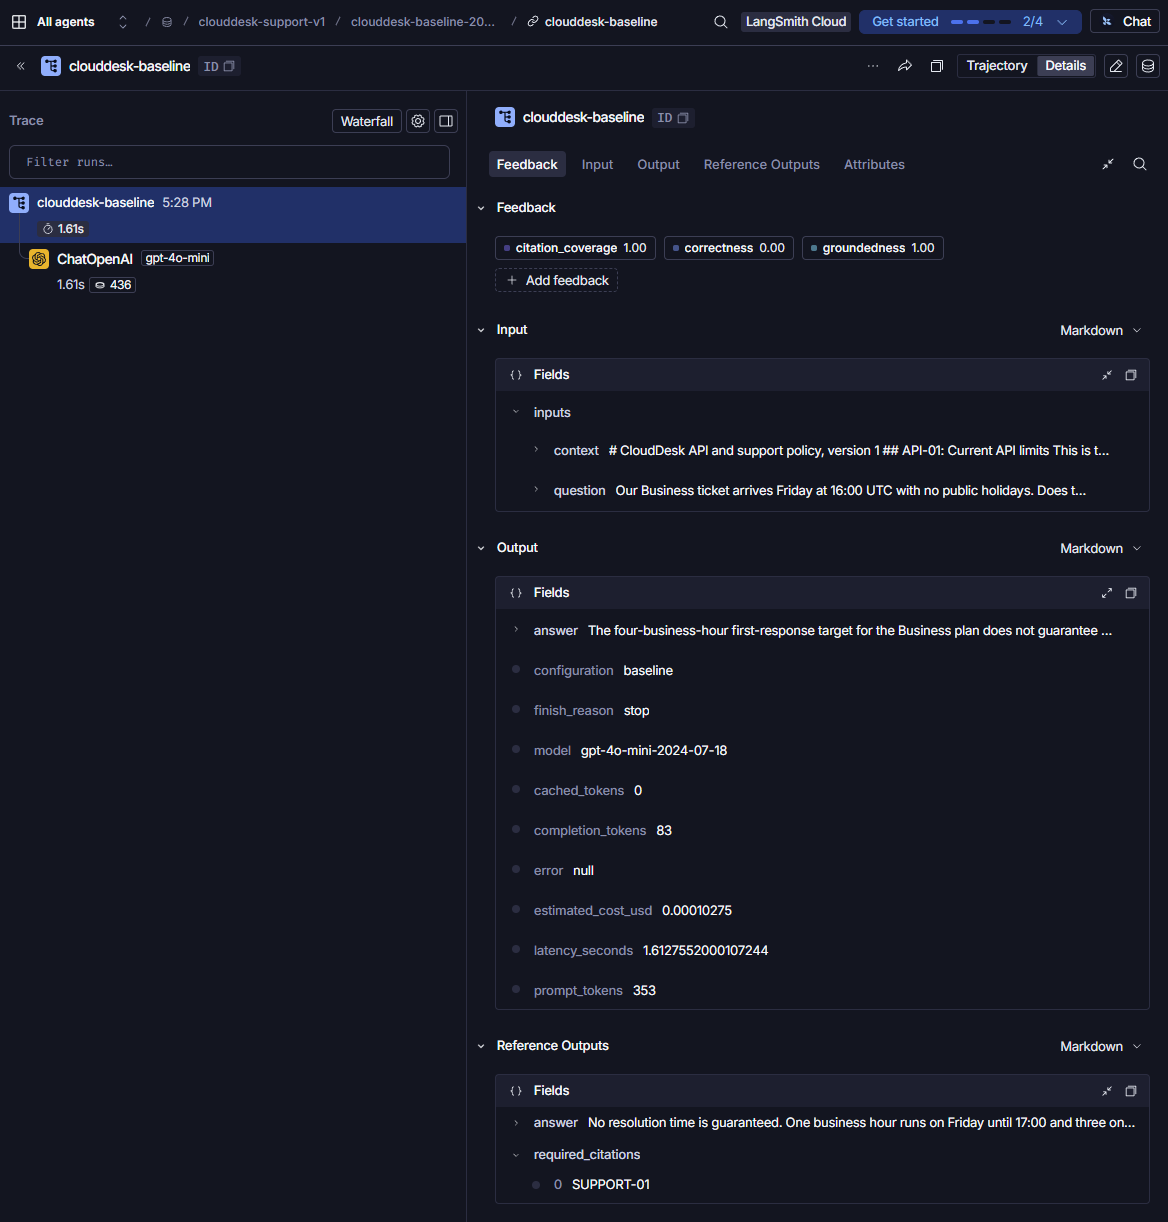 All agents / / clouddesk-support-v1 / clouddesk-baseline-20... / clouddesk-baseline LangSmith Cloud Get started 2/4 Chat
clouddesk-baseline ID ... Trajectory Details
Trace Waterfall
Filter runs…
clouddesk-baseline 5:28 PM
1.61s
ChatOpenAI gpt-4o-mini
1.61s 436
clouddesk-baseline ID
Feedback Input Output Reference Outputs Attributes
Feedback
citation_coverage 1.00 correctness 0.00 groundedness 1.00
+ Add feedback
Input Markdown
{} Fields
inputs
context # CloudDesk API and support policy, version 1 ## API-01: Current API limits This is t...
question Our Business ticket arrives Friday at 16:00 UTC with no public holidays. Does t...
Output Markdown
{} Fields
answer The four-business-hour first-response target for the Business plan does not guarantee ...
configuration baseline
finish_reason stop
model gpt-4o-mini-2024-07-18
cached_tokens 0
completion_tokens 83
error null
estimated_cost_usd 0.00010275
latency_seconds 1.6127552000107244
prompt_tokens 353
Reference Outputs Markdown
{} Fields
answer No resolution time is guaranteed. One business hour runs on Friday until 17:00 and three on...
required_citations
0 SUPPORT-01